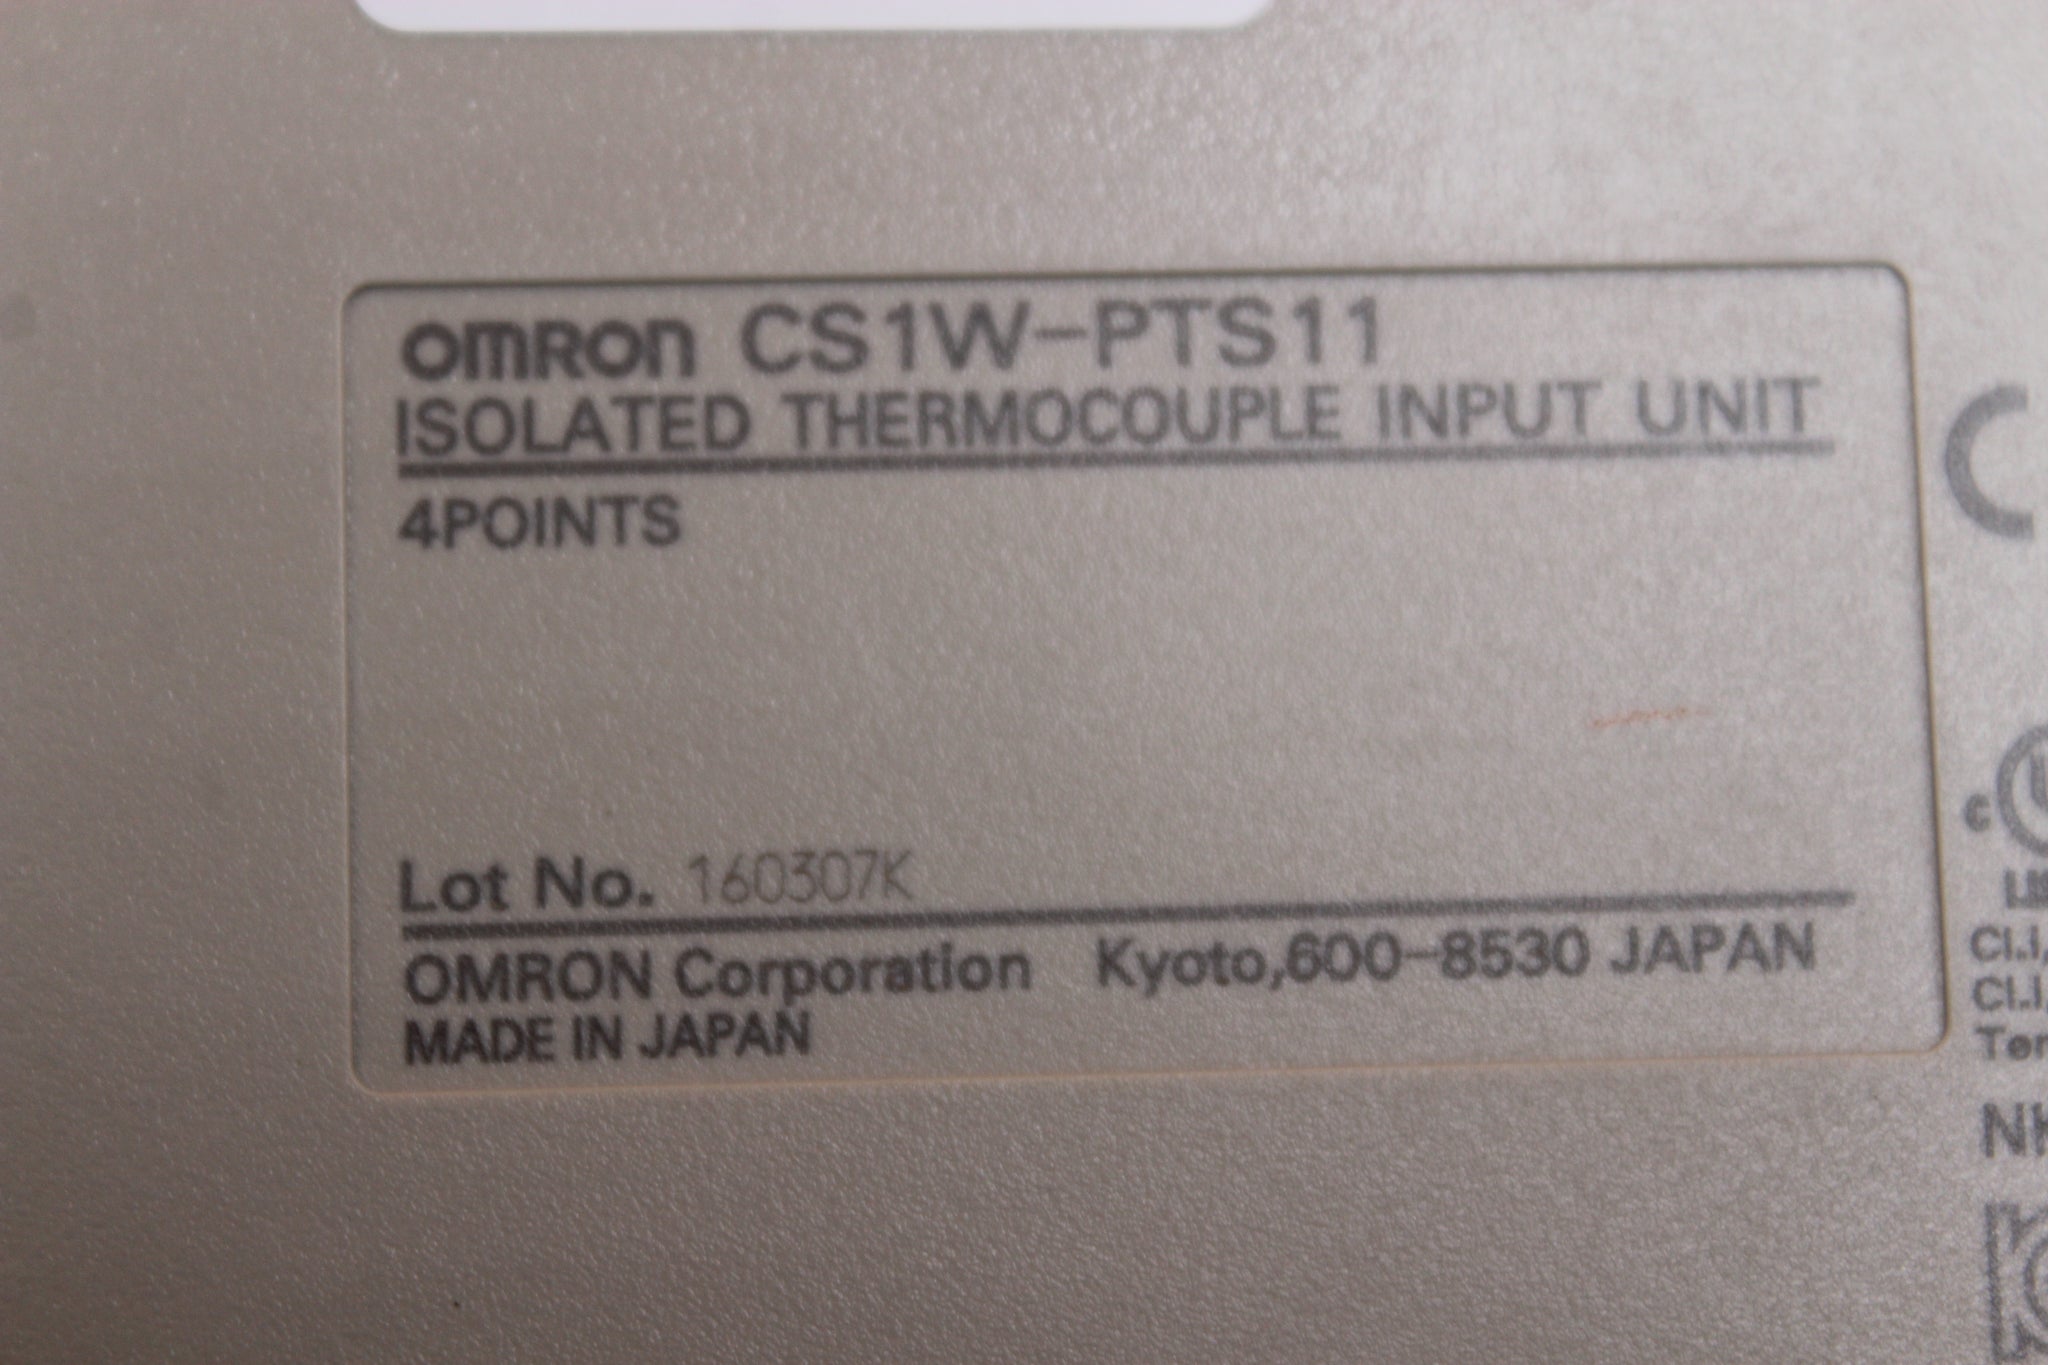 OMRON CS1W-PTS11
ISOLATED THERMOCOUPLE INPUT UNIT
4POINTS
Lot No. 160307K
OMRON Corporation Kyoto,600-8530 JAPAN
MADE IN JAPAN
C
c